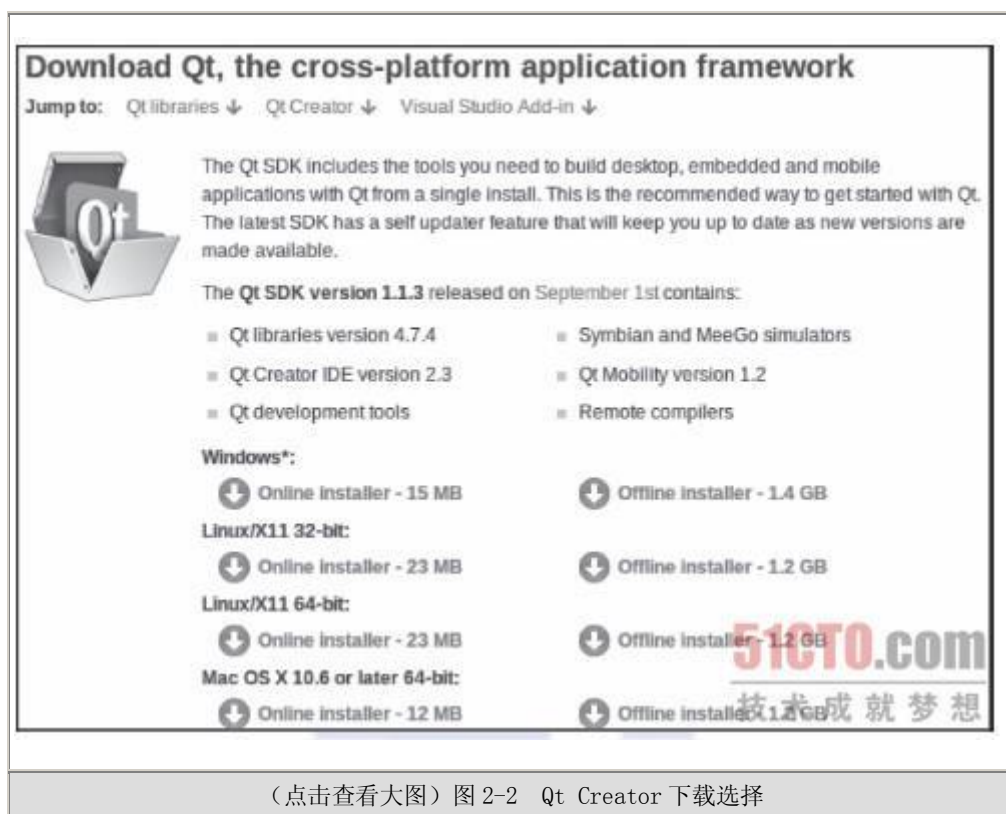 Download Qt, the cross-platform application framework
Jump to: Qt libraries ↓ Qt Creator ↓ Visual Studio Add-in ↓
Qt
The Qt SDK includes the tools you need to build desktop, embedded and mobile
applications with Qt from a single install. This is the recommended way to get started with Qt.
The latest SDK has a self updater feature that will keep you up to date as new versions are
made available.
The Qt SDK version 1.1.3 released on September 1st contains:
Qt libraries version 4.7.4
Symbian and MeeGo simulators
Qt Creator IDE version 2.3
Qt Mobility version 1.2
Qt development tools
Remote compilers
Windows*:
Online installer - 15 MB
Offline installer - 1.4 GB
Linux/X11 32-bit:
Online installer - 23 MB
Offline installer - 1.2 GB
Linux/X11 64-bit:
Online installer - 23 MB
Offline installer - 1.2 GB
51CTO.com
Mac OS X 10.6 or later 64-bit:
Online installer - 12 MB
Offline installer
技术成就梦想
(点击查看大图)图 2-2 Qt Creator 下载选择